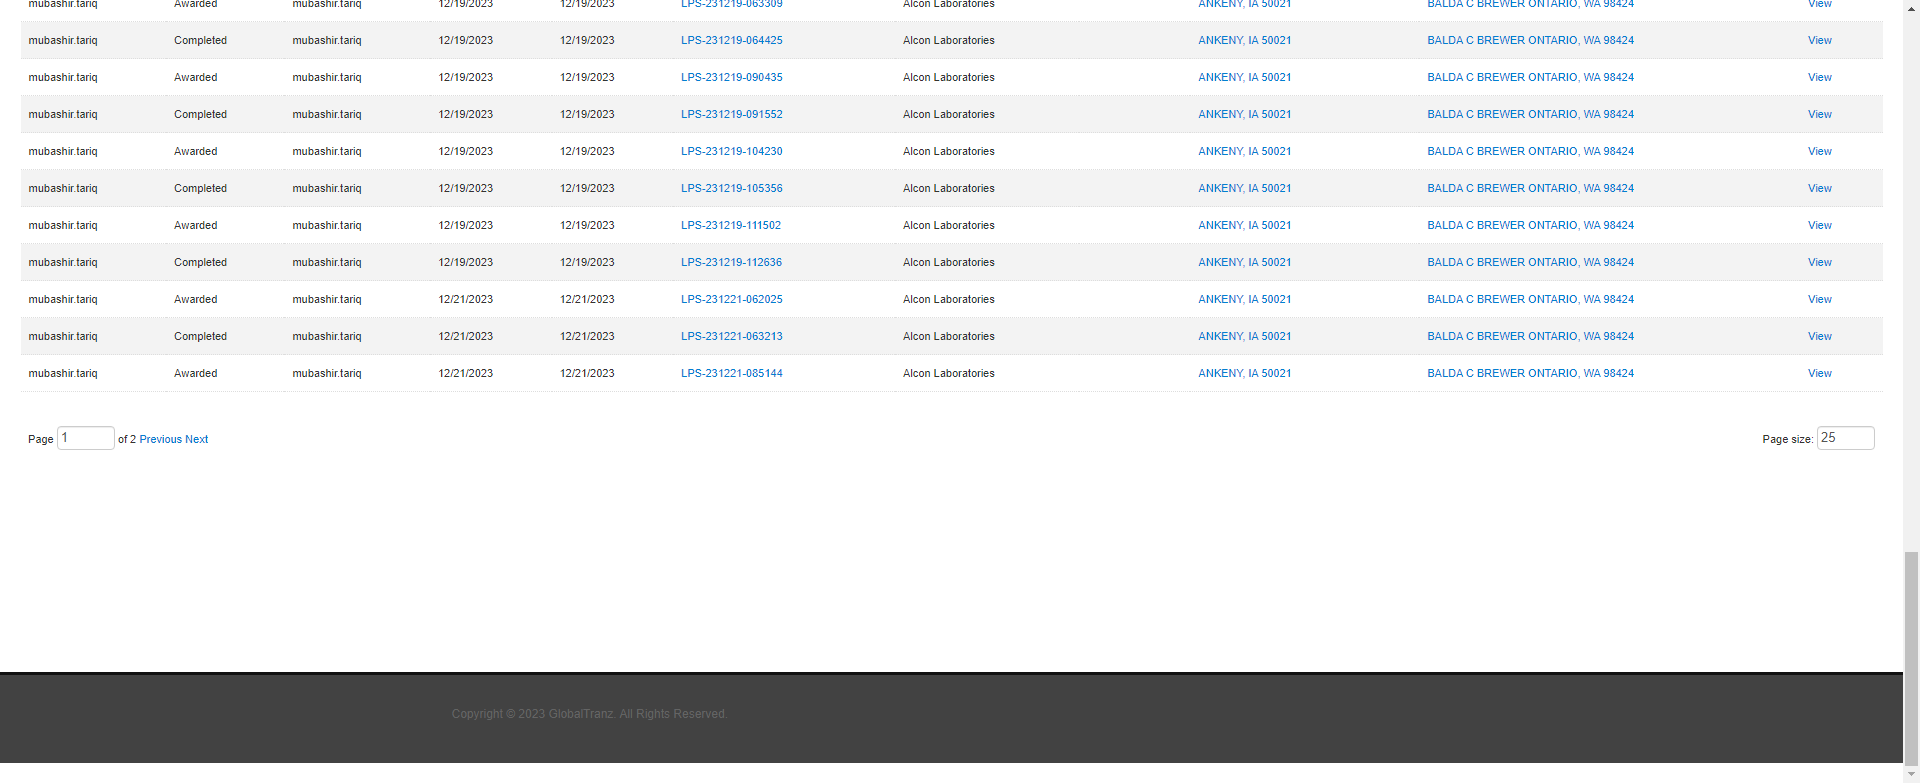 mubashir.tariq Awarded mubashir.tariq 12/19/2023 12/19/2023 LPS-231219-063309 Alcon Laboratories ANKENY, IA 50021 BALDA C BREWER ONTARIO, WA 98424 View
mubashir.tariq Completed mubashir.tariq 12/19/2023 12/19/2023 LPS-231219-064425 Alcon Laboratories ANKENY, IA 50021 BALDA C BREWER ONTARIO, WA 98424 View
mubashir.tariq Awarded mubashir.tariq 12/19/2023 12/19/2023 LPS-231219-090435 Alcon Laboratories ANKENY, IA 50021 BALDA C BREWER ONTARIO, WA 98424 View
mubashir.tariq Completed mubashir.tariq 12/19/2023 12/19/2023 LPS-231219-091552 Alcon Laboratories ANKENY, IA 50021 BALDA C BREWER ONTARIO, WA 98424 View
mubashir.tariq Awarded mubashir.tariq 12/19/2023 12/19/2023 LPS-231219-104230 Alcon Laboratories ANKENY, IA 50021 BALDA C BREWER ONTARIO, WA 98424 View
mubashir.tariq Completed mubashir.tariq 12/19/2023 12/19/2023 LPS-231219-105356 Alcon Laboratories ANKENY, IA 50021 BALDA C BREWER ONTARIO, WA 98424 View
mubashir.tariq Awarded mubashir.tariq 12/19/2023 12/19/2023 LPS-231219-111502 Alcon Laboratories ANKENY, IA 50021 BALDA C BREWER ONTARIO, WA 98424 View
mubashir.tariq Completed mubashir.tariq 12/19/2023 12/19/2023 LPS-231219-112636 Alcon Laboratories ANKENY, IA 50021 BALDA C BREWER ONTARIO, WA 98424 View
mubashir.tariq Awarded mubashir.tariq 12/21/2023 12/21/2023 LPS-231221-062025 Alcon Laboratories ANKENY, IA 50021 BALDA C BREWER ONTARIO, WA 98424 View
mubashir.tariq Completed mubashir.tariq 12/21/2023 12/21/2023 LPS-231221-063213 Alcon Laboratories ANKENY, IA 50021 BALDA C BREWER ONTARIO, WA 98424 View
mubashir.tariq Awarded mubashir.tariq 12/21/2023 12/21/2023 LPS-231221-085144 Alcon Laboratories ANKENY, IA 50021 BALDA C BREWER ONTARIO, WA 98424 View
Page 1 of 2 Previous Next Page size: 25
Copyright © 2023 GlobalTranz. All Rights Reserved.